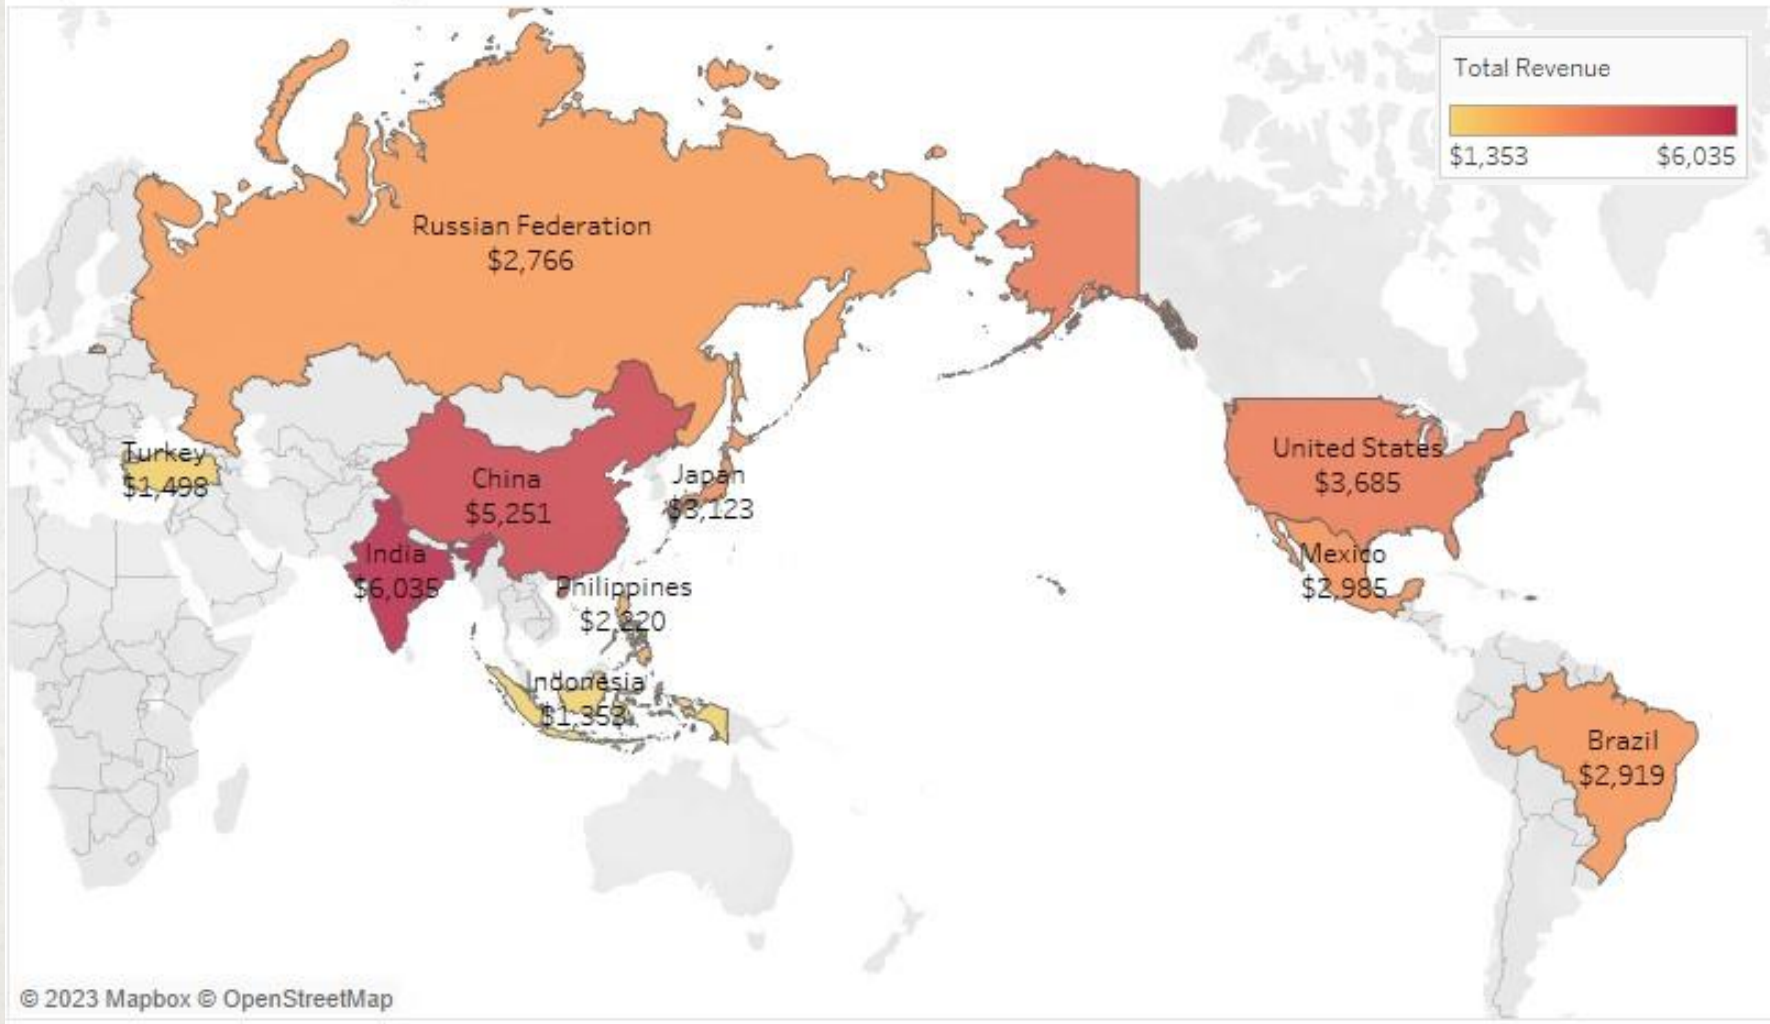 Total Revenue
$1,353 $6,035
Russian Federation
$2,766
Turkey
$1,498
China
$5,251
Japan
$3,123
United States
$3,685
India
$6,035
Mexico
$2,985
Philippines
$2,220
Indonesia
$1,353
Brazil
$2,919
© 2023 Mapbox © OpenStreetMap